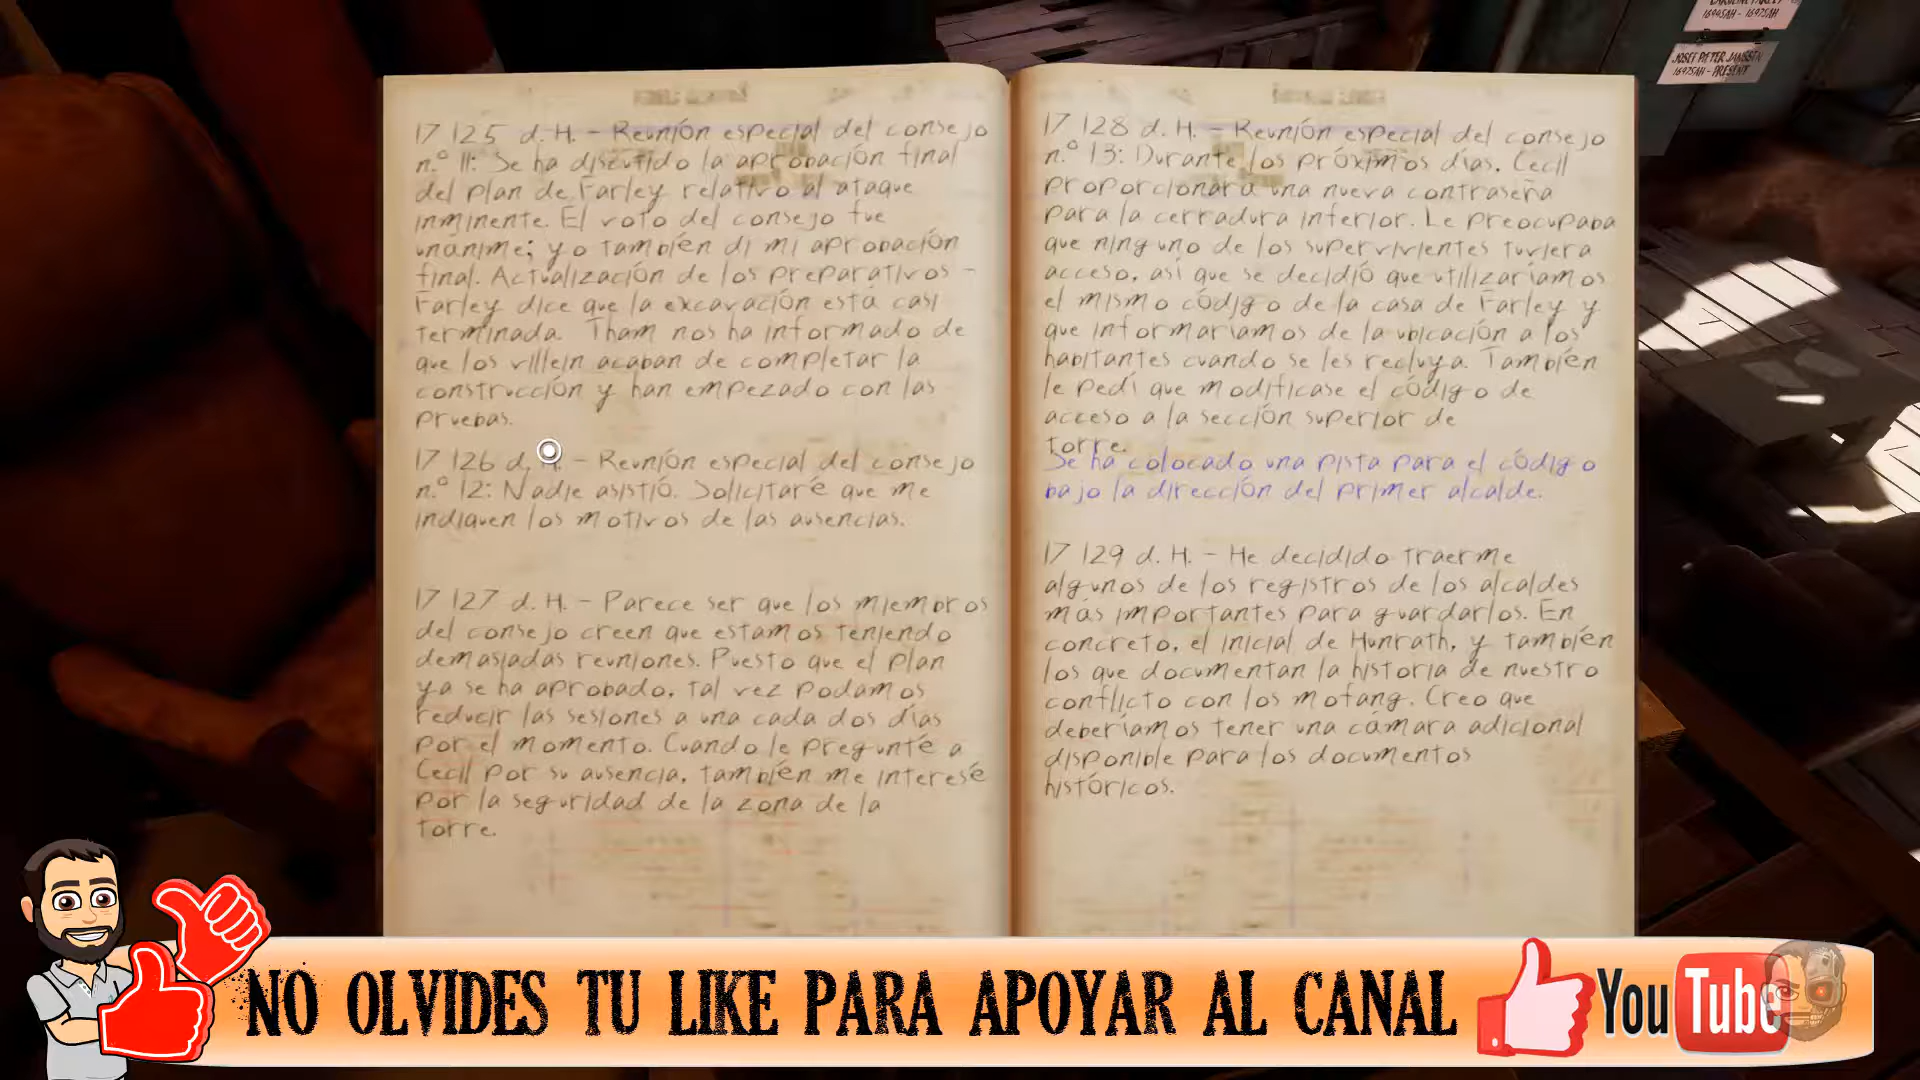 JOSEF PETER JANSSEN
1697SAH - PRESENT
17 125 d. H. - Reunión especial del consejo
n.º 11: Se ha discutido la aprobación final
del plan de Farley relativo al ataque
inminente. El voto del consejo fue
unánime; yo también di mi aprobación
final. Actualización de los preparativos -
Farley dice que la excavación está casi
terminada. Tham nos ha informado de
que los villein acaban de completar la
construcción y han empezado con las
pruebas.
17 126 d. H. - Reunión especial del consejo
n.º 12: Nadie asistió. Solicitaré que me
indiquen los motivos de las ausencias.
17 127 d. H. - Parece ser que los miembros
del consejo creen que estamos teniendo
demasiadas reuniones. Puesto que el plan
ya se ha aprobado, tal vez podamos
reducir las sesiones a una cada dos días
por el momento. Cuando le pregunté a
Cecil por su ausencia, también me interesé
por la seguridad de la zona de la
torre.
17 128 d. H. - Reunión especial del consejo
n.º 13: Durante los próximos días, Cecil
proporcionará una nueva contraseña
para la cerradura inferior. Le preocupaba
que ninguno de los supervivientes tuviera
acceso, así que se decidió que utilizaríamos
el mismo código de la casa de Farley y
que informaríamos de la ubicación a los
habitantes cuando se les recluya. También
le pedí que modificase el código de
acceso a la sección superior de
torre.
Se ha colocado una pista para el código
bajo la dirección del primer alcalde.
17 129 d. H. - He decidido traerme
algunos de los registros de los alcaldes
más importantes para guardarlos. En
concreto, el inicial de Hunrath, y también
los que documentan la historia de nuestro
conflicto con los mofang. Creo que
deberíamos tener una cámara adicional
disponible para los documentos
históricos.
NO OLVIDES TU LIKE PARA APOYAR AL CANAL
YouTube